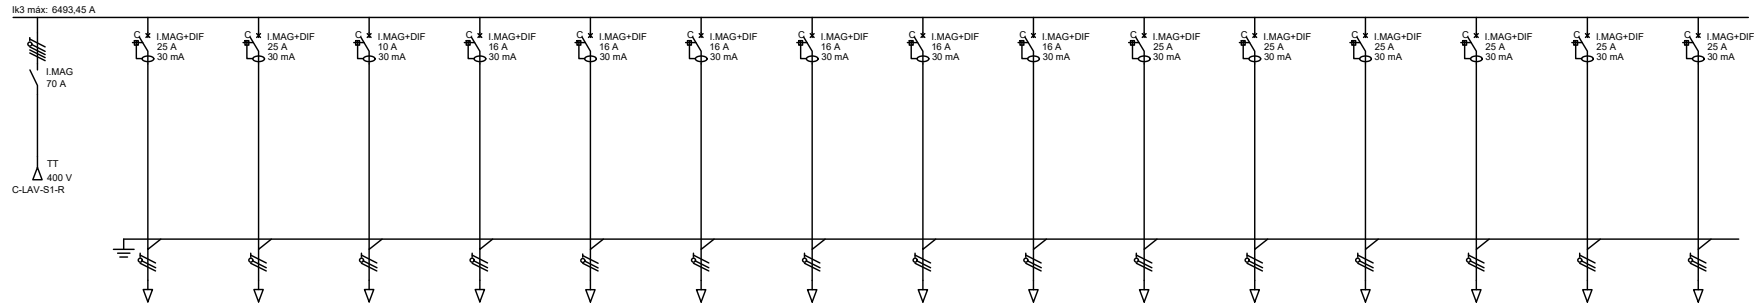 Ik3 máx: 6493,45 A
I.MAG
70 A
TT
400 V
C-LAV-S1-R
C I.MAG+DIF
25 A
30 mA
C I.MAG+DIF
25 A
30 mA
C I.MAG+DIF
10 A
30 mA
C I.MAG+DIF
16 A
30 mA
C I.MAG+DIF
16 A
30 mA
C I.MAG+DIF
16 A
30 mA
C I.MAG+DIF
16 A
30 mA
C I.MAG+DIF
16 A
30 mA
C I.MAG+DIF
16 A
30 mA
C I.MAG+DIF
25 A
30 mA
C I.MAG+DIF
25 A
30 mA
C I.MAG+DIF
25 A
30 mA
C I.MAG+DIF
25 A
30 mA
C I.MAG+DIF
25 A
30 mA
C I.MAG+DIF
25 A
30 mA